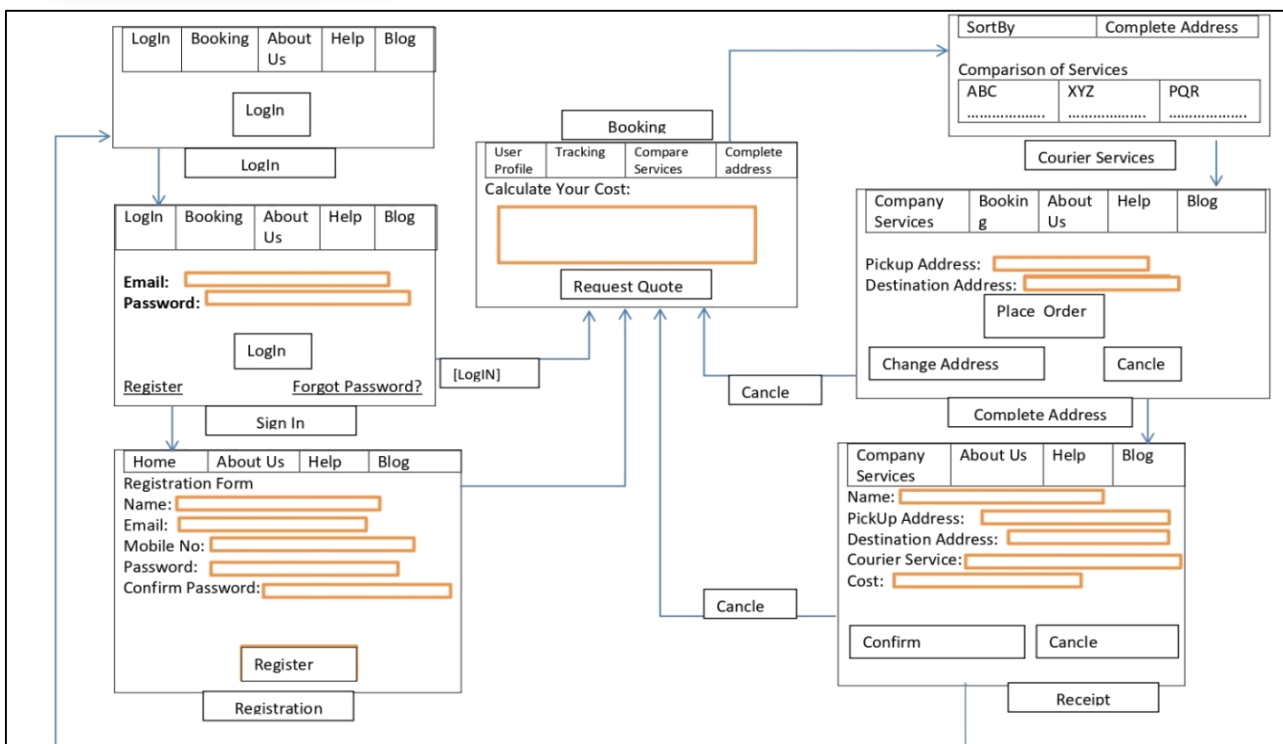 LogIn Booking About Us Help Blog
LogIn
LogIn
LogIn Booking About Us Help Blog
Email:
Password:
LogIn
Register Forgot Password?
Sign In
[LogIN]
Home About Us Help Blog
Registration Form
Name:
Email:
Mobile No:
Password:
Confirm Password:
Register
Registration
Booking
User Profile Tracking Compare Services Complete address
Calculate Your Cost:
Request Quote
Cancle
Cancle
SortBy Complete Address
Comparison of Services
ABC XYZ PQR
.................... .................... ....................
Courier Services
Company Services Bookin g About Us Help Blog
Pickup Address:
Destination Address:
Place Order
Change Address Cancle
Complete Address
Company Services About Us Help Blog
Name:
PickUp Address:
Destination Address:
Courier Service:
Cost:
Confirm Cancle
Receipt